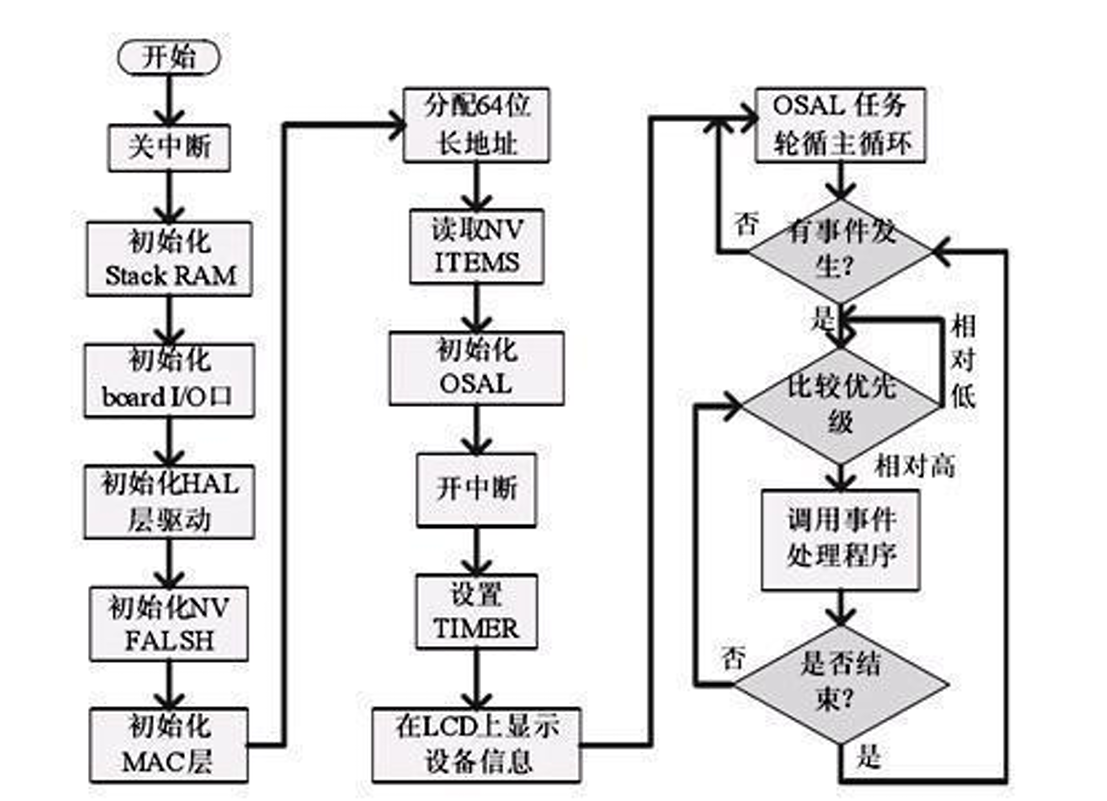 开始
关中断
初始化
Stack RAM
初始化
board I/O口
初始化HAL
层驱动
初始化NV
FALSH
初始化
MAC层
分配64位
长地址
读取NV
ITEMS
初始化
OSAL
开中断
设置
TIMER
在LCD上显示
设备信息
OSAL 任务
轮循主循环
否
有事件发
生？
是
相
对
低
比较优先
级
相对高
调用事件
处理程序
否
是否结
束？
是